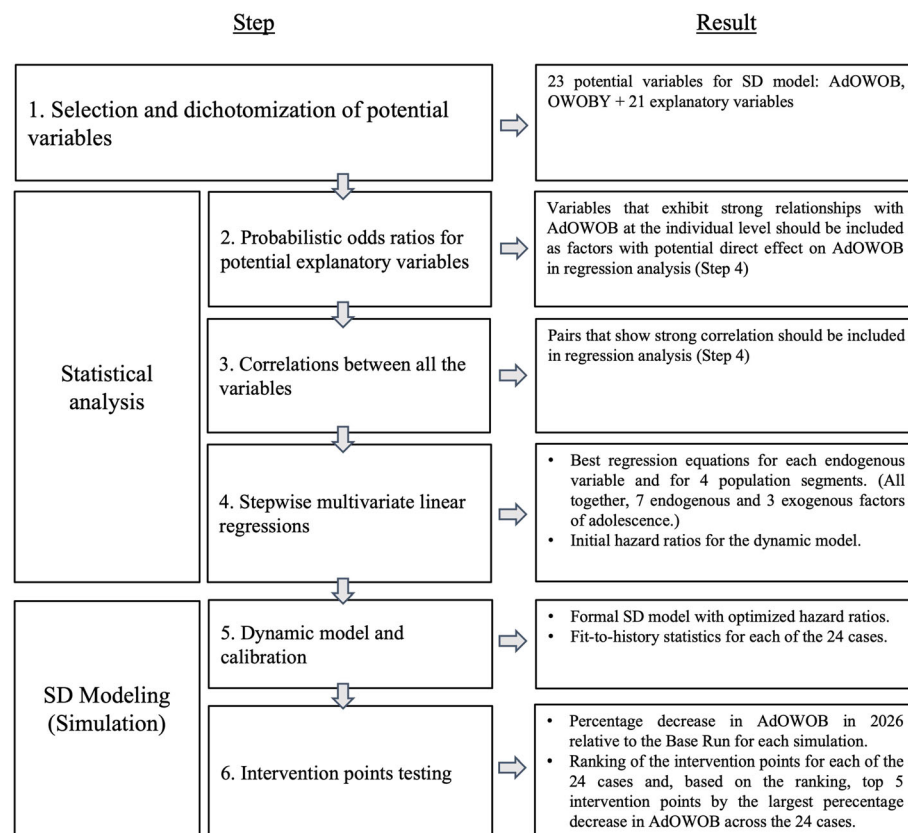 Step
Result
1. Selection and dichotomization of potential
variables
23 potential variables for SD model: AdOWOB,
OWOBY + 21 explanatory variables
Statistical
analysis
2. Probabilistic odds ratios for
potential explanatory variables
Variables that exhibit strong relationships with
AdOWOB at the individual level should be included
as factors with potential direct effect on AdOWOB
in regression analysis (Step 4)
3. Correlations between all the
variables
Pairs that show strong correlation should be included
in regression analysis (Step 4)
4. Stepwise multivariate linear
regressions
• Best regression equations for each endogenous
variable and for 4 population segments. (All
together, 7 endogenous and 3 exogenous factors
of adolescence.)
• Initial hazard ratios for the dynamic model.
SD Modeling
(Simulation)
5. Dynamic model and
calibration
• Formal SD model with optimized hazard ratios.
• Fit-to-history statistics for each of the 24 cases.
6. Intervention points testing
• Percentage decrease in AdOWOB in 2026
relative to the Base Run for each simulation.
• Ranking of the intervention points for each of the
24 cases and, based on the ranking, top 5
intervention points by the largest perecentage
decrease in AdOWOB across the 24 cases.